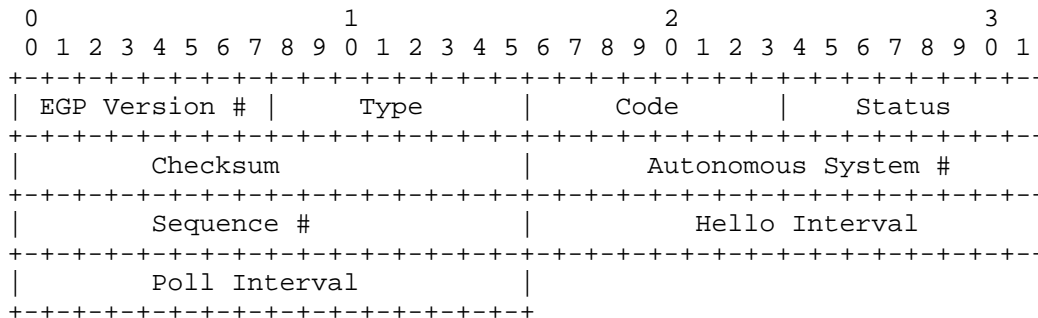 0                   1                   2                   3
 0 1 2 3 4 5 6 7 8 9 0 1 2 3 4 5 6 7 8 9 0 1 2 3 4 5 6 7 8 9 0 1
+-+-+-+-+-+-+-+-+-+-+-+-+-+-+-+-+-+-+-+-+-+-+-+-+-+-+-+-+-+-+-+--
| EGP Version # |     Type      |     Code      |    Status
+-+-+-+-+-+-+-+-+-+-+-+-+-+-+-+-+-+-+-+-+-+-+-+-+-+-+-+-+-+-+-+--
|        Checksum               |       Autonomous System #
+-+-+-+-+-+-+-+-+-+-+-+-+-+-+-+-+-+-+-+-+-+-+-+-+-+-+-+-+-+-+-+--
|        Sequence #             |          Hello Interval
+-+-+-+-+-+-+-+-+-+-+-+-+-+-+-+-+-+-+-+-+-+-+-+-+-+-+-+-+-+-+-+--
|        Poll Interval          |
+-+-+-+-+-+-+-+-+-+-+-+-+-+-+-+-+